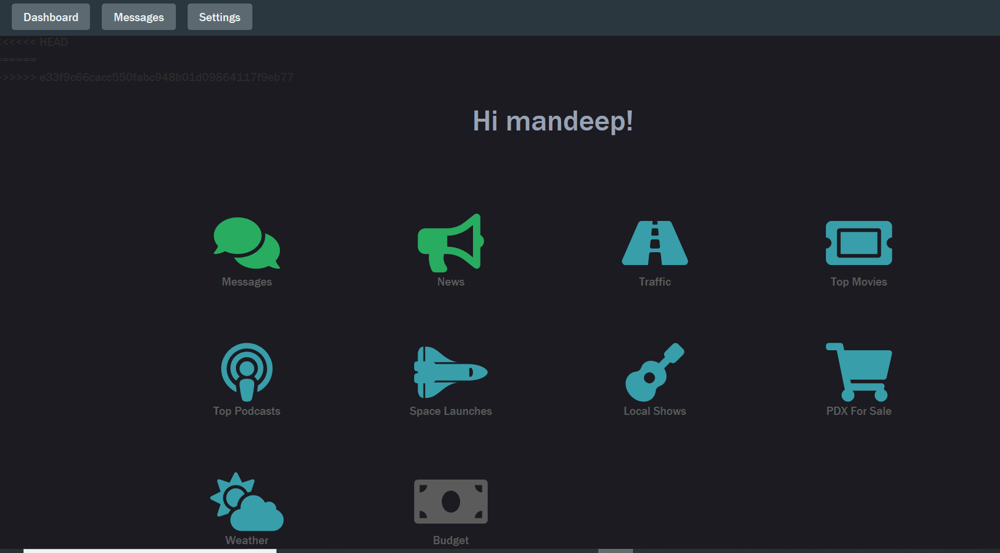 Dashboard Messages Settings
<<<<<< HEAD
======
>>>>>> e33f9c66cacc550fabc948b01d09864117f9eb77
Hi mandeep!
Messages News Traffic Top Movies
Top Podcasts Space Launches Local Shows PDX For Sale
Weather Budget